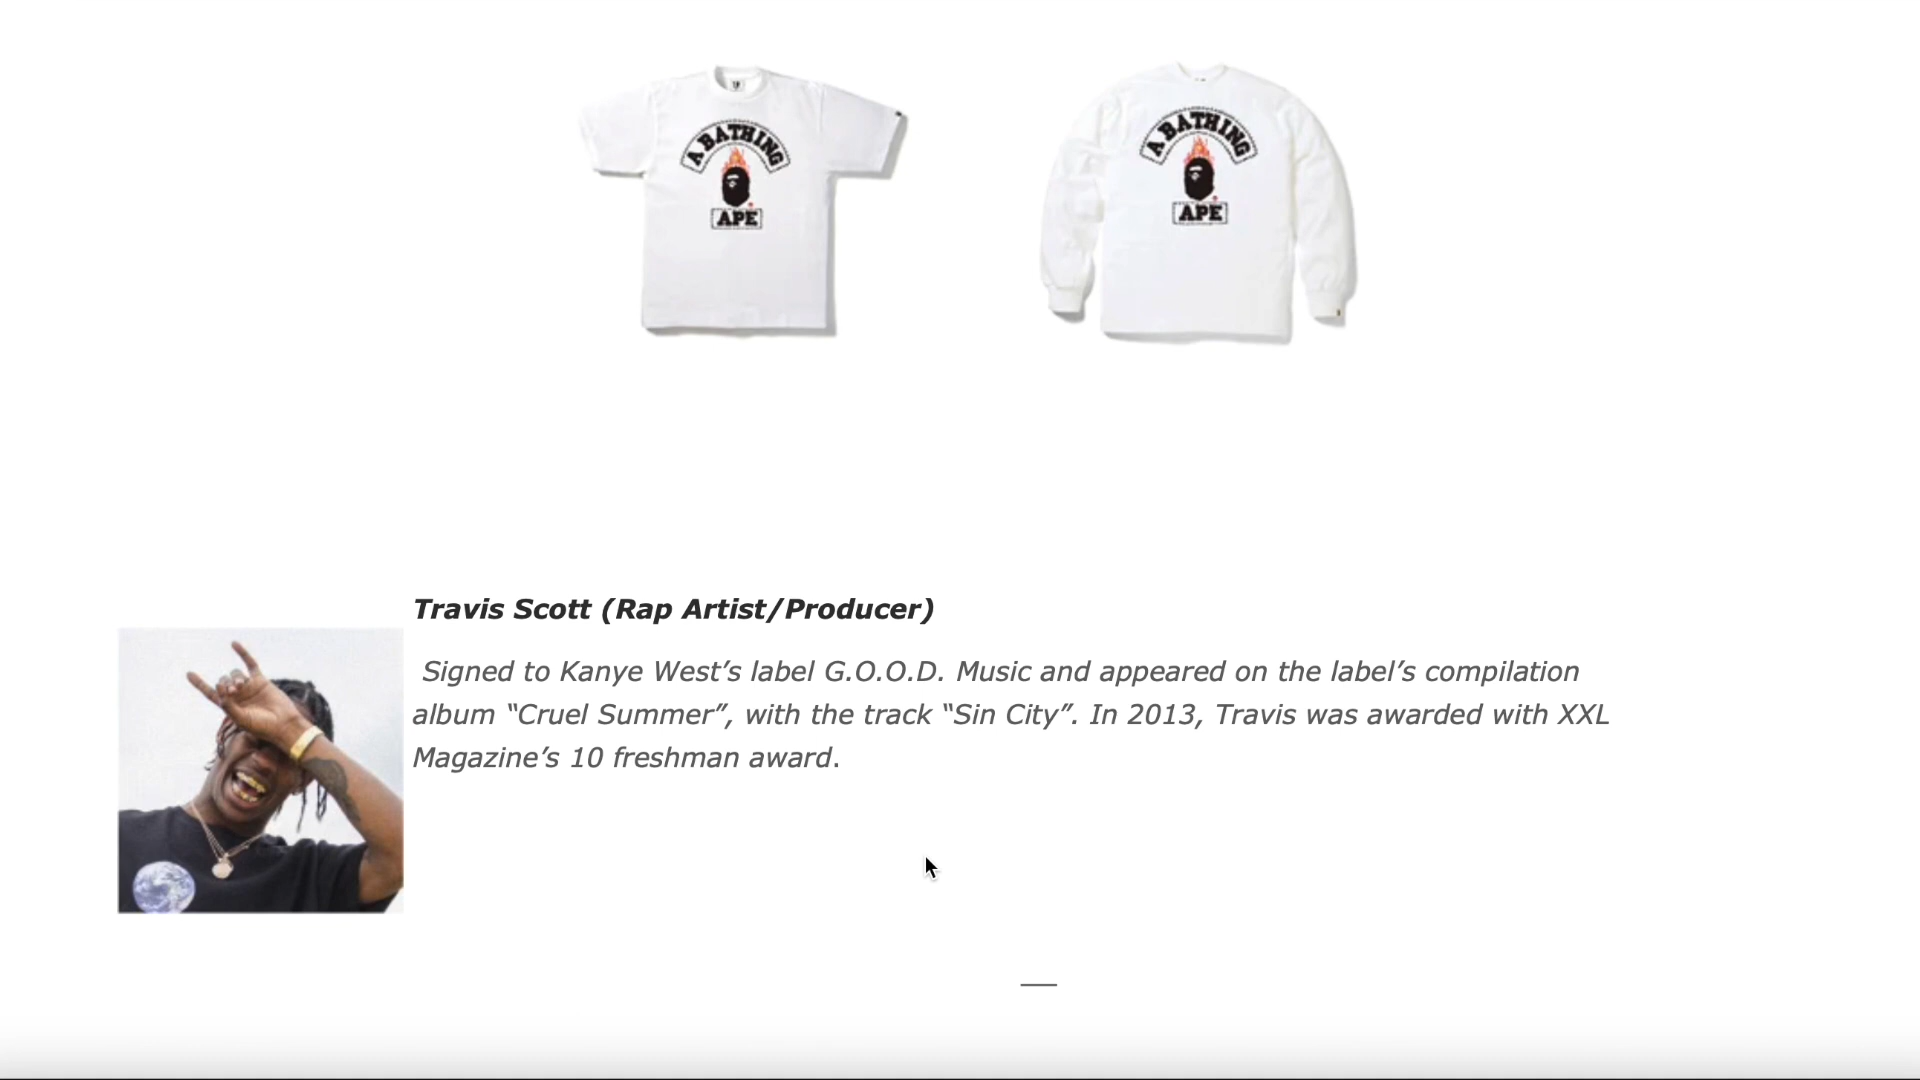 A BATHING
APE
A BATHING
APE
Travis Scott (Rap Artist/Producer)
Signed to Kanye West’s label G.O.O.D. Music and appeared on the label’s compilation
album “Cruel Summer”, with the track “Sin City”. In 2013, Travis was awarded with XXL
Magazine’s 10 freshman award.